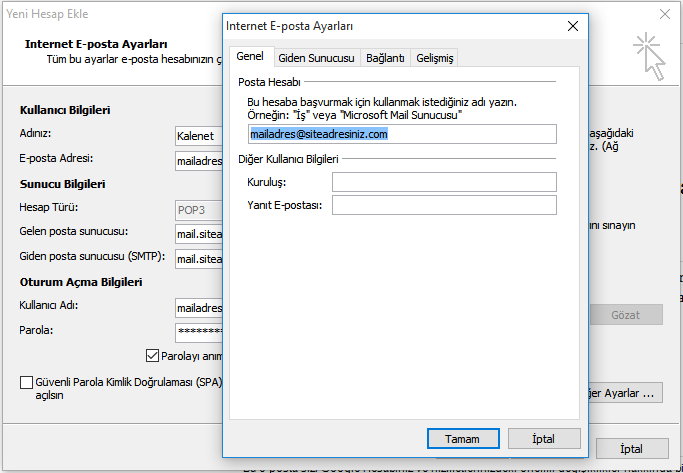 Yeni Hesap Ekle
Internet E-posta Ayarları
Tüm bu ayarlar e-posta hesabınızın
Kullanıcı Bilgileri
Adınız:
Kalenet
E-posta Adresi:
mailadres
Sunucu Bilgileri
Hesap Türü:
POP3
Gelen posta sunucusu:
mail.sitea
Giden posta sunucusu (SMTP):
mail.sitea
Oturum Açma Bilgileri
Kullanıcı Adı:
mailadres
Parola:
********
Parolayı anım
Güvenli Parola Kimlik Doğrulaması (SPA)
açılsın
Internet E-posta Ayarları
Genel
Giden Sunucusu
Bağlantı
Gelişmiş
Posta Hesabı
Bu hesaba başvurmak için kullanmak istediğiniz adı yazın.
Örneğin: "İş" veya "Microsoft Mail Sunucusu"
mailadres@siteadresiniz.com
Diğer Kullanıcı Bilgileri
Kuruluş:
Yanıt E-postası:
Tamam
İptal
aşağıdaki
z. (Ağ
ını sınayın
Gözat
ğer Ayarlar ...
İptal